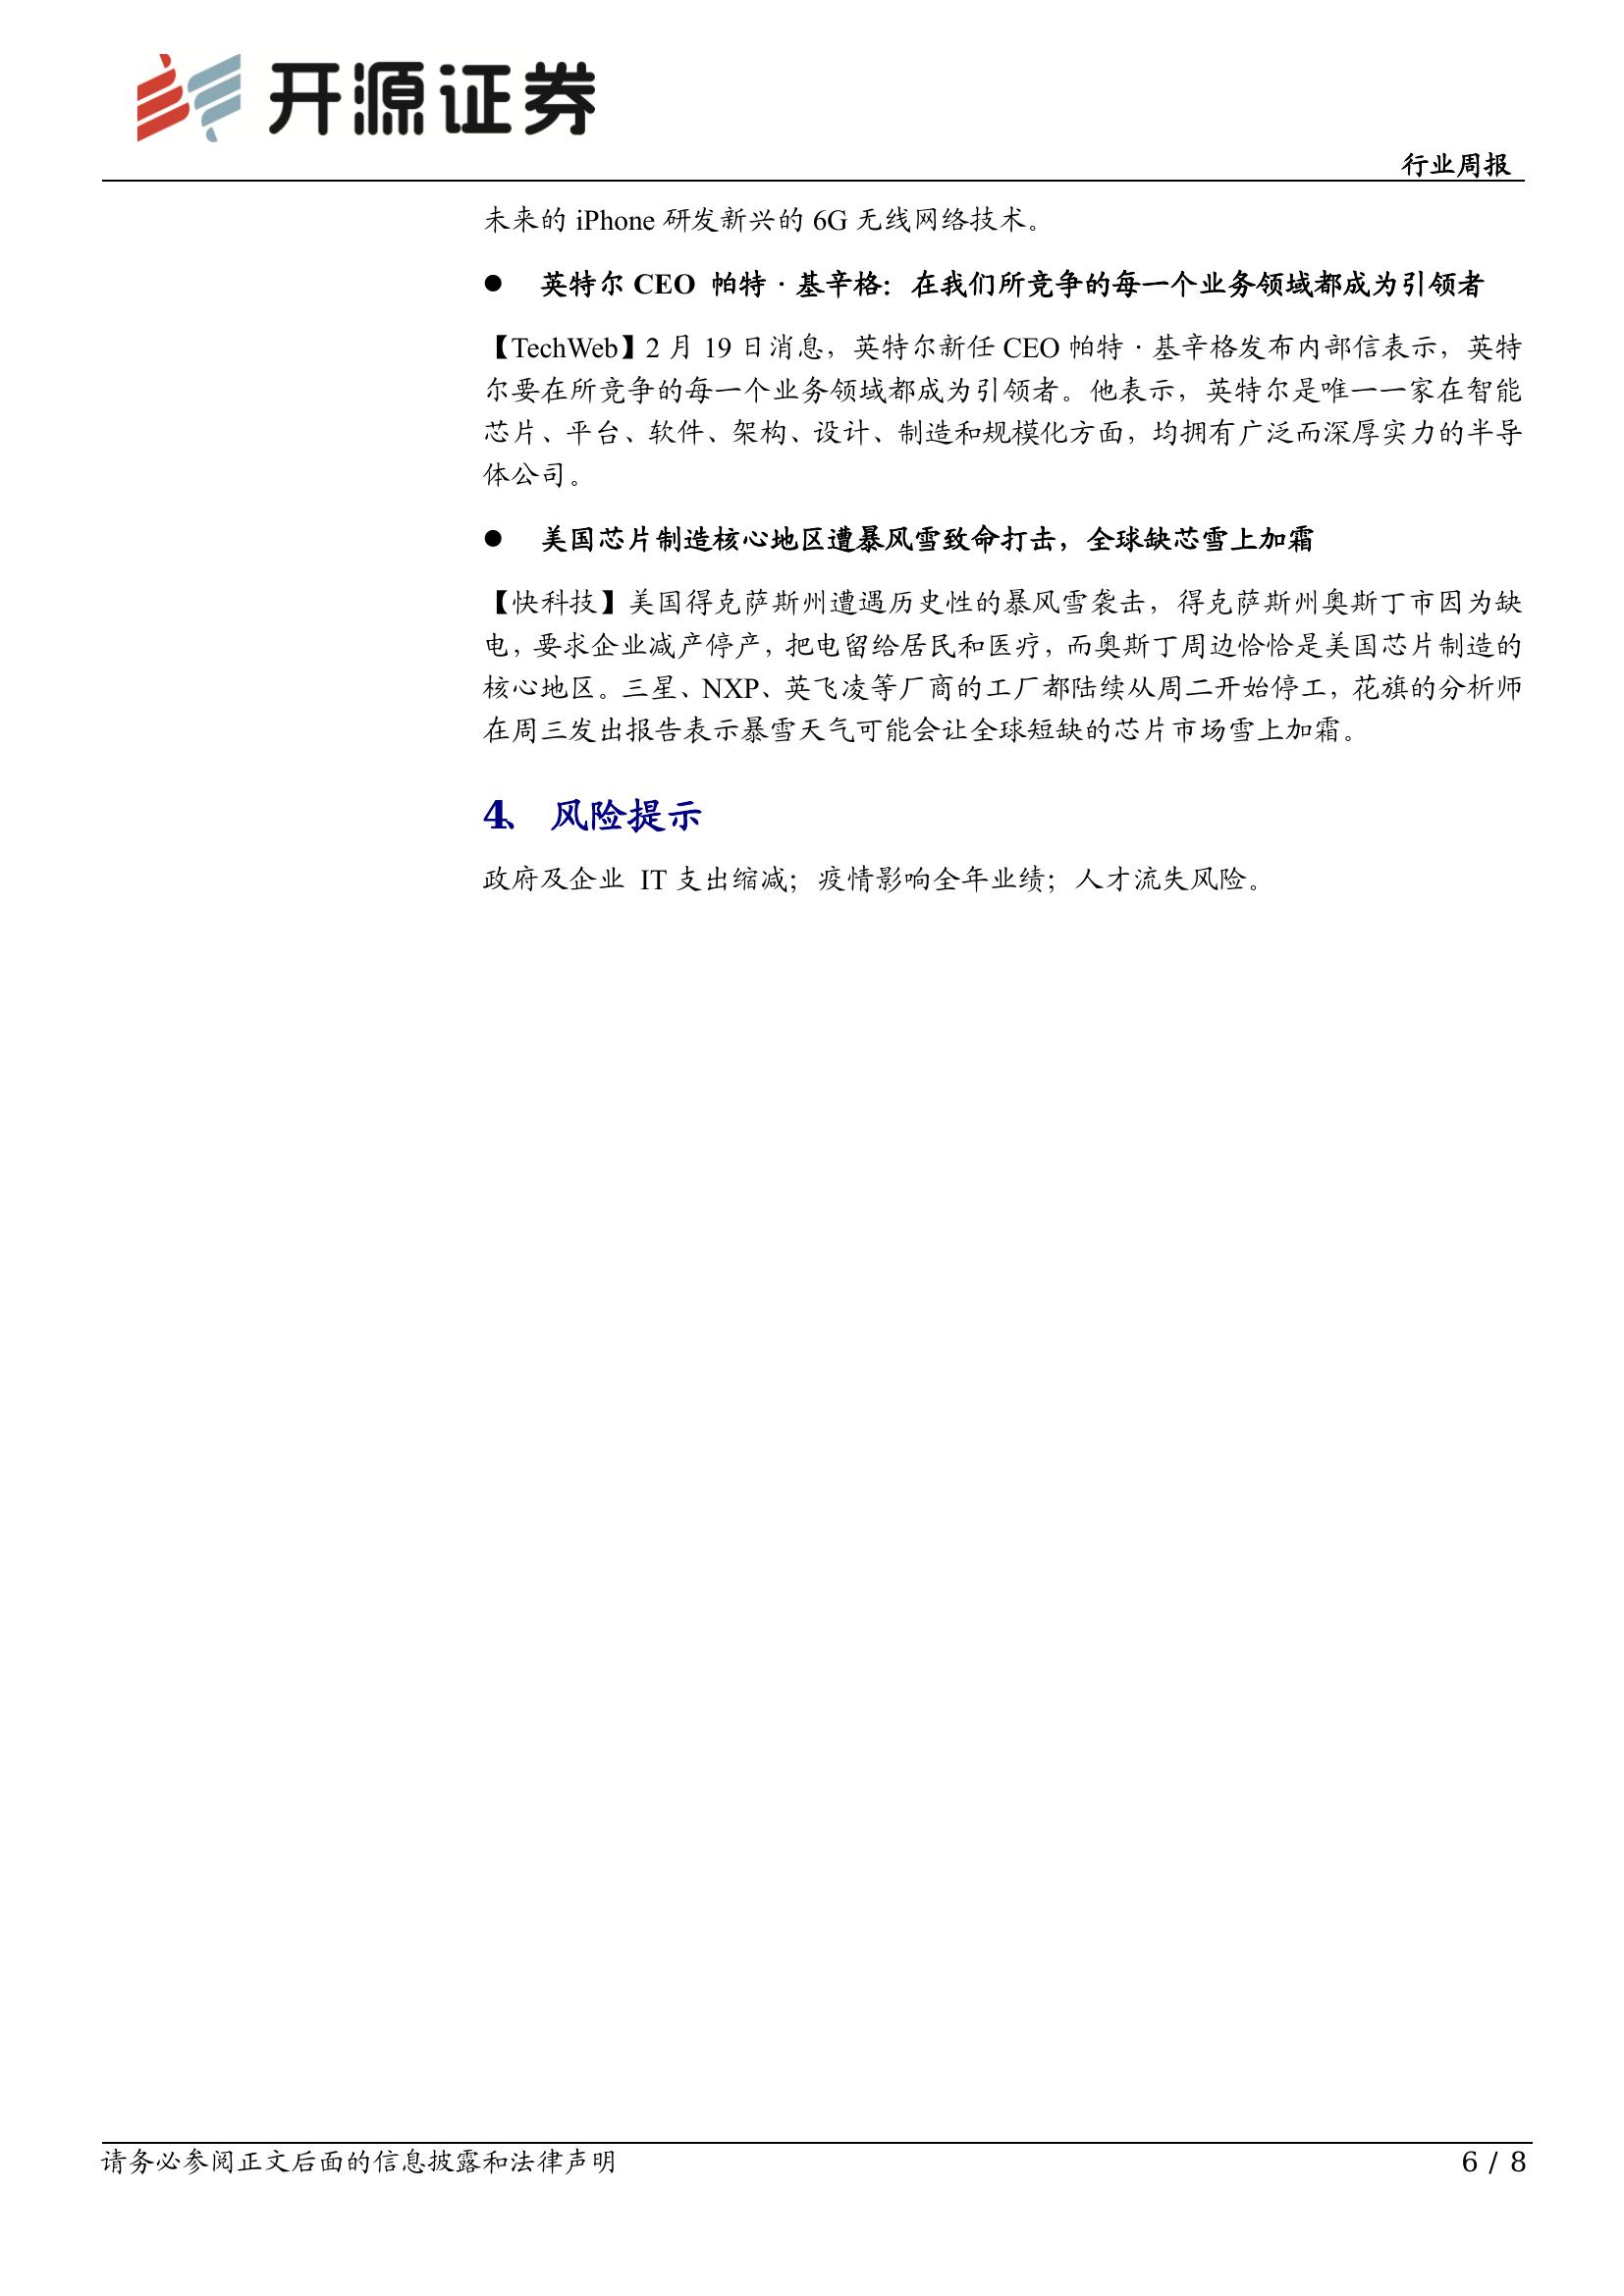 开源证券
行业周报
未来的 iPhone 研发新兴的 6G 无线网络技术。
● 英特尔 CEO 帕特·基辛格：在我们所竞争的每一个业务领域都成为引领者
【TechWeb】2 月 19 日消息，英特尔新任 CEO 帕特·基辛格发布内部信表示，英特
尔要在所竞争的每一个业务领域都成为引领者。他表示，英特尔是唯一一家在智能
芯片、平台、软件、架构、设计、制造和规模化方面，均拥有广泛而深厚实力的半导
体公司。
● 美国芯片制造核心地区遭暴风雪致命打击，全球缺芯雪上加霜
【快科技】美国得克萨斯州遭遇历史性的暴风雪袭击，得克萨斯州奥斯丁市因为缺
电，要求企业减产停产，把电留给居民和医疗，而奥斯丁周边恰恰是美国芯片制造的
核心地区。三星、NXP、英飞凌等厂商的工厂都陆续从周二开始停工，花旗的分析师
在周三发出报告表示暴雪天气可能会让全球短缺的芯片市场雪上加霜。
4、 风险提示
政府及企业 IT 支出缩减；疫情影响全年业绩；人才流失风险。
请务必参阅正文后面的信息披露和法律声明
6 / 8